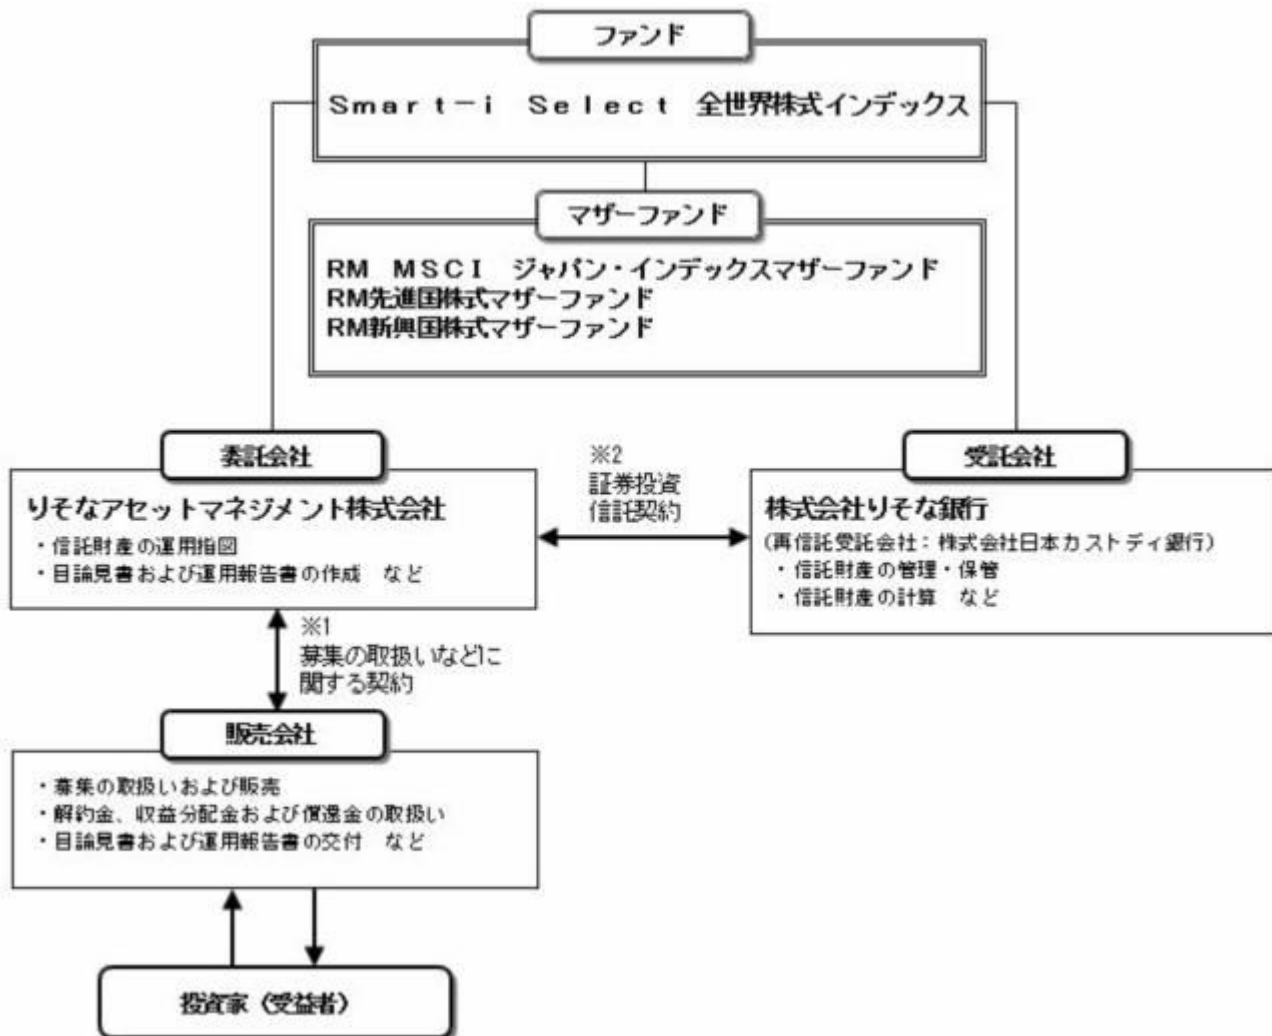 ファンド
Smart-i Select 全世界株式インデックス
マザーファンド
RM MSCI ジャパン・インデックスマザーファンド
RM先進国株式マザーファンド
RM新興国株式マザーファンド
委託会社
りそなアセットマネジメント株式会社
・信託財産の運用指図
・目論見書および運用報告書の作成 など
※2
証券投資
信託契約
受託会社
株式会社りそな銀行
(再信託受託会社:株式会社日本カストディ銀行)
・信託財産の管理・保管
・信託財産の計算 など
※1
募集の取扱いなどに
関する契約
販売会社
・募集の取扱いおよび販売
・解約金、収益分配金および償還金の取扱い
・目論見書および運用報告書の交付 など
投資家(受益者)